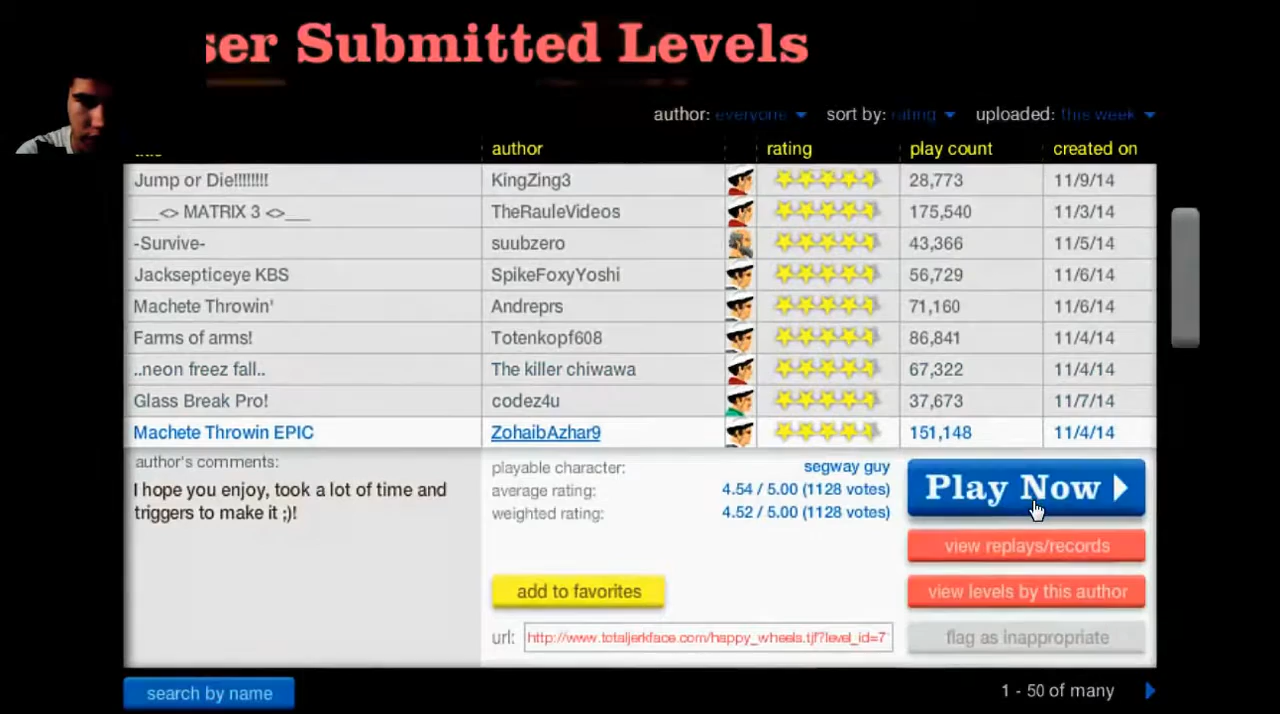 ser Submitted Levels
author: everyone sort by: rating uploaded: this week
title author rating play count created on
Jump or Die!!!!!!!! KingZing3 28,773 11/9/14
___<> MATRIX 3 <>___ TheRauleVideos 175,540 11/3/14
-Survive- suubzero 43,366 11/5/14
Jacksepticeye KBS SpikeFoxyYoshi 56,729 11/6/14
Machete Throwin' Andreprs 71,160 11/6/14
Farms of arms! Totenkopf608 86,841 11/4/14
..neon freez fall.. The killer chiwawa 67,322 11/4/14
Glass Break Pro! codez4u 37,673 11/7/14
Machete Throwin EPIC ZohaibAzhar9 151,148 11/4/14
author's comments:
I hope you enjoy, took a lot of time and
triggers to make it ;)!
playable character: segway guy
average rating: 4.54 / 5.00 (1128 votes)
weighted rating: 4.52 / 5.00 (1128 votes)
Play Now
view replays/records
add to favorites
view levels by this author
url: http://www.totaljerkface.com/happy_wheels.tjf?level_id=7
flag as inappropriate
search by name
1 - 50 of many